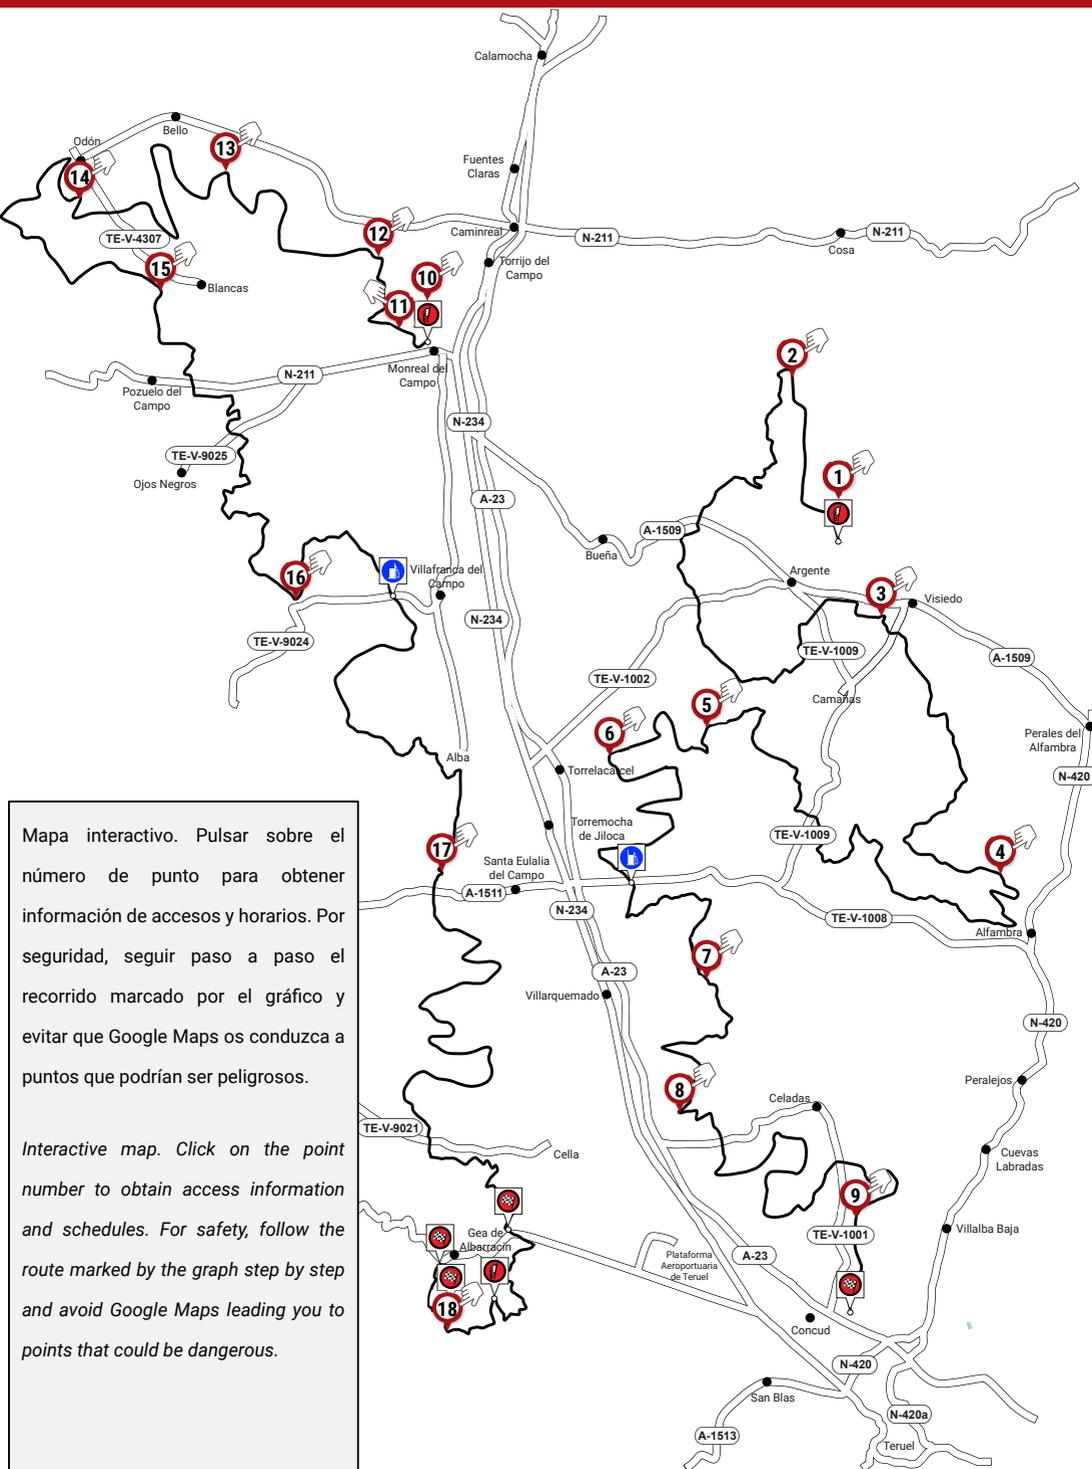 Calamocha
Bello
Odón
13
14
Fuentes
Claras
12
Caminreal
N-211
N-211
Cosa
TE-V-4307
15
Blancas
Torrijo del
Campo
10
11
2
Monreal del
Campo
N-211
Pozuelo del
Campo
N-234
TE-V-9025
Ojos Negros
1
A-23
A-1509
Bueña
Argente
16
Villafranca del
Campo
3
Visiedo
N-234
TE-V-9024
TE-V-1009
A-1509
TE-V-1002
Camañas
5
6
Perales del
Alfambra
Alba
Torrelacarcel
N-420
Torremocha
de Jiloca
TE-V-1009
17
4
Santa Eulalia
del Campo
A-1511
N-234
TE-V-1008
Alfambra
7
A-23
Villarquemado
N-420
8
Peralejos
Celadas
TE-V-9021
Cella
Cuevas
Labradas
9
Gea de
Albarracín
TE-V-1001
Villalba Baja
Plataforma
Aeroportuaria
de Teruel
A-23
18
Concud
N-420
San Blas
N-420a
A-1513
Teruel
Mapa interactivo. Pulsar sobre el
número de punto para obtener
información de accesos y horarios. Por
seguridad, seguir paso a paso el
recorrido marcado por el gráfico y
evitar que Google Maps os conduzca a
puntos que podrían ser peligrosos.
Interactive map. Click on the point
number to obtain access information
and schedules. For safety, follow the
route marked by the graph step by step
and avoid Google Maps leading you to
points that could be dangerous.